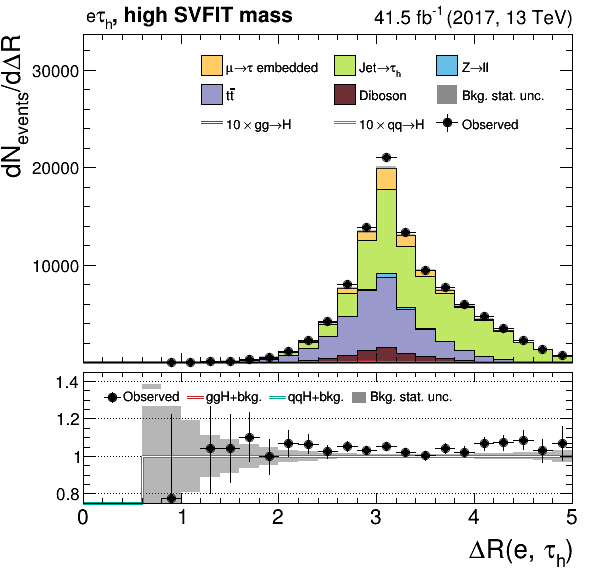 eτh, high SVFIT mass 41.5 fb⁻¹ (2017, 13 TeV)
dNevents/dΔR
30000
20000
10000
μ→τ embedded Jet→τh Z→ll
tt̅ Diboson Bkg. stat. unc.
10 × gg→H 10 × qq→H Observed
1.4
1.2
1
0.8
Observed ggH+bkg. qqH+bkg. Bkg. stat. unc.
0 1 2 3 4 5
ΔR(e, τh)